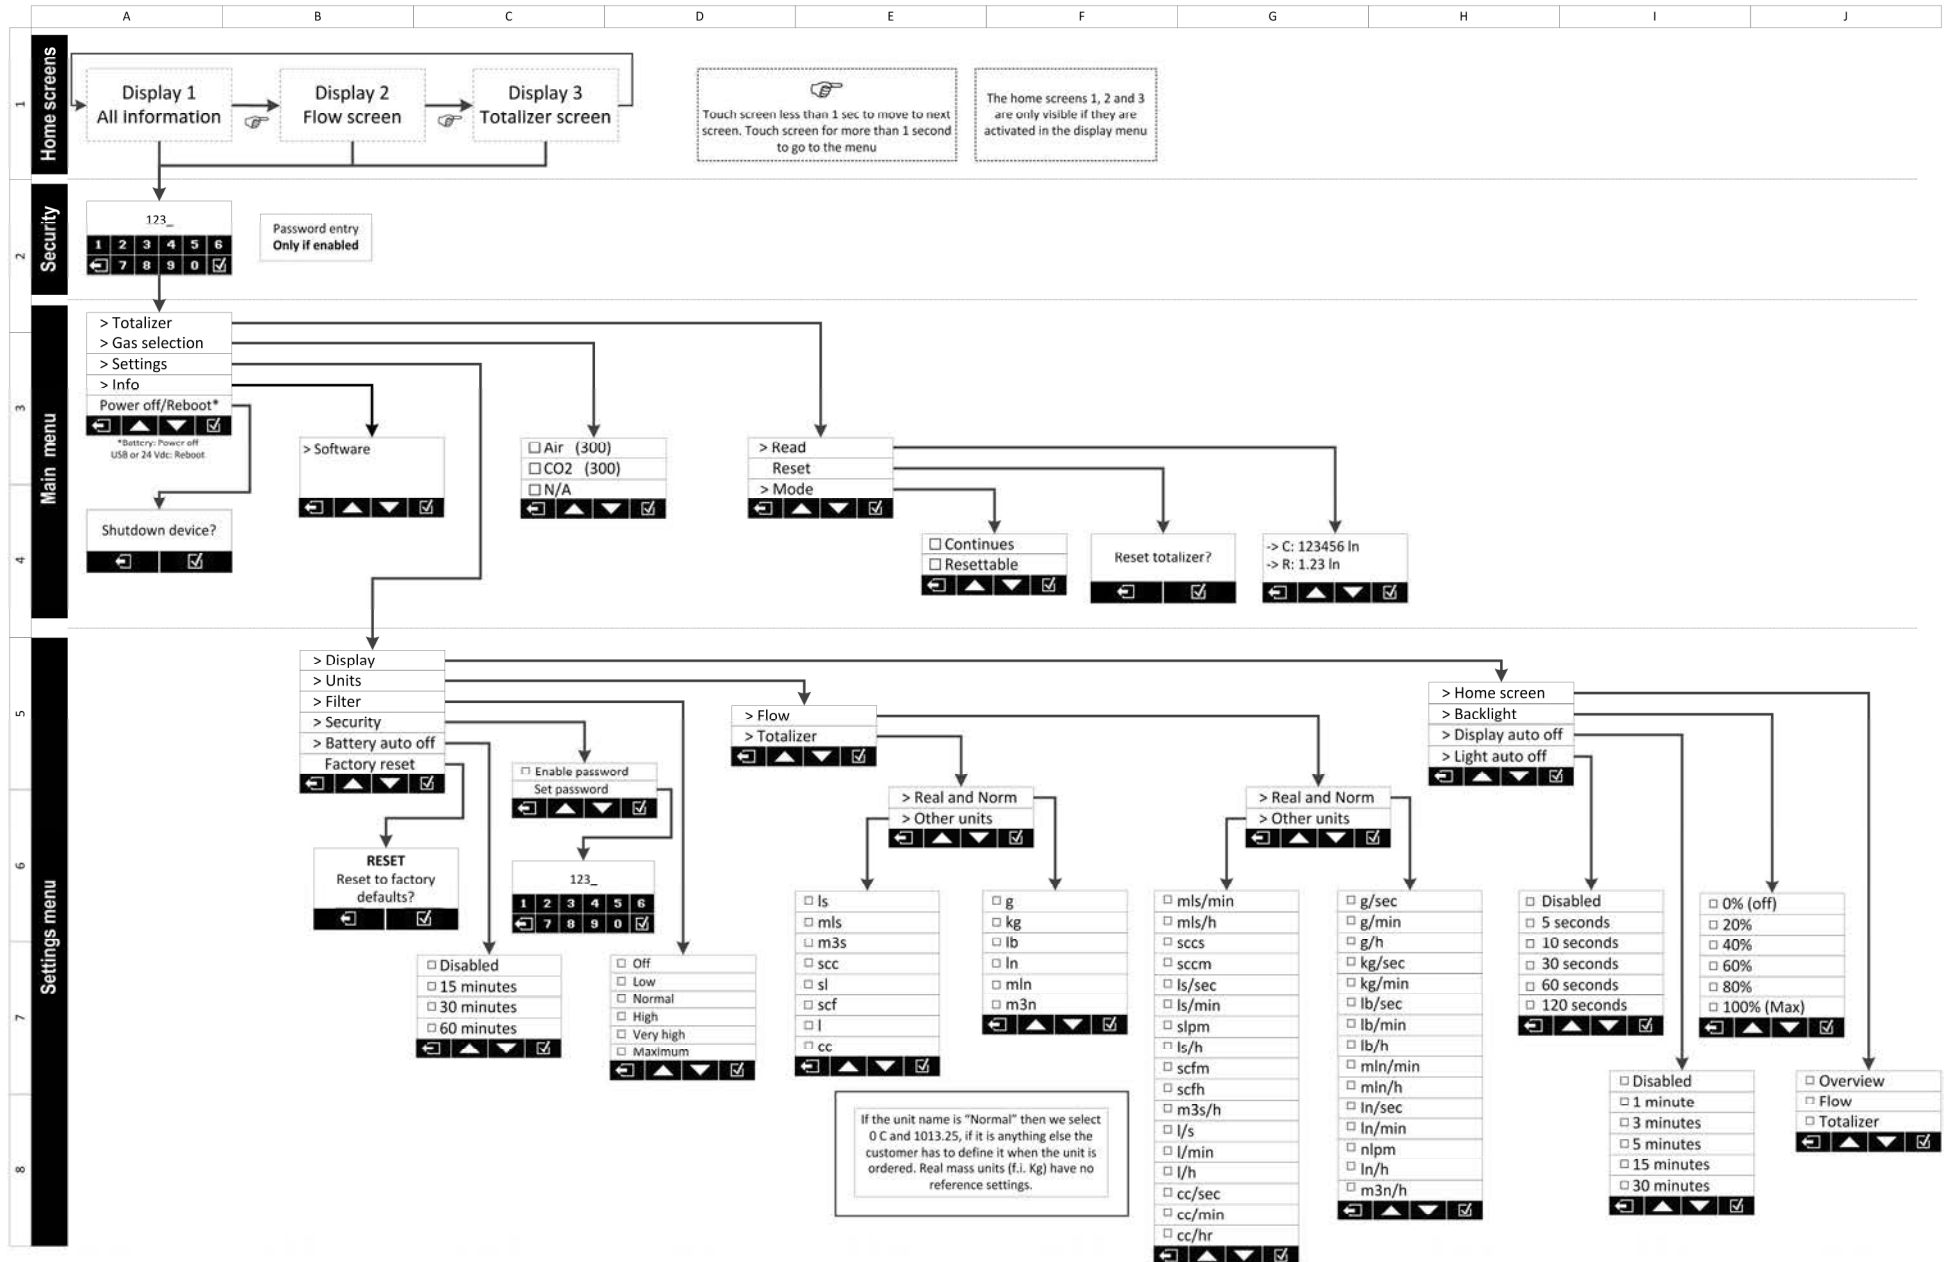 A B C D E F G H I J
1
Home screens
Display 1
All information
Display 2
Flow screen
Display 3
Totalizer screen
Touch screen less than 1 sec to move to next
screen. Touch screen for more than 1 second
to go to the menu
The home screens 1, 2 and 3
are only visible if they are
activated in the display menu
2
Security
123_
1 2 3 4 5 6
7 8 9 0
Password entry
Only if enabled
3
4
Main menu
> Totalizer
> Gas selection
> Settings
> Info
Power off/Reboot*
*Battery: Power off
USB or 24 Vdc: Reboot
Shutdown device?
> Software
Air (300)
CO2 (300)
N/A
> Read
Reset
> Mode
Continues
Resettable
Reset totalizer?
-> C: 123456 ln
-> R: 1.23 ln
5
6
7
8
Settings menu
> Display
> Units
> Filter
> Security
> Battery auto off
Factory reset
RESET
Reset to factory
defaults?
Disabled
15 minutes
30 minutes
60 minutes
Enable password
Set password
123_
1 2 3 4 5 6
7 8 9 0
Off
Low
Normal
High
Very high
Maximum
> Flow
> Totalizer
> Real and Norm
> Other units
ls
mls
m3s
scc
sl
scf
l
cc
g
kg
lb
ln
mln
m3n
If the unit name is "Normal" then we select
0 C and 1013.25, if it is anything else the
customer has to define it when the unit is
ordered. Real mass units (f.i. Kg) have no
reference settings.
> Real and Norm
> Other units
mls/min
mls/h
sccs
sccm
ls/sec
ls/min
slpm
ls/h
scfm
scfh
m3s/h
l/s
l/min
l/h
cc/sec
cc/min
cc/hr
g/sec
g/min
g/h
kg/sec
kg/min
lb/sec
lb/min
lb/h
mln/min
mln/h
ln/sec
ln/min
nlpm
ln/h
m3n/h
> Home screen
> Backlight
> Display auto off
> Light auto off
Disabled
5 seconds
10 seconds
30 seconds
60 seconds
120 seconds
0% (off)
20%
40%
60%
80%
100% (Max)
Disabled
1 minute
3 minutes
5 minutes
15 minutes
30 minutes
Overview
Flow
Totalizer